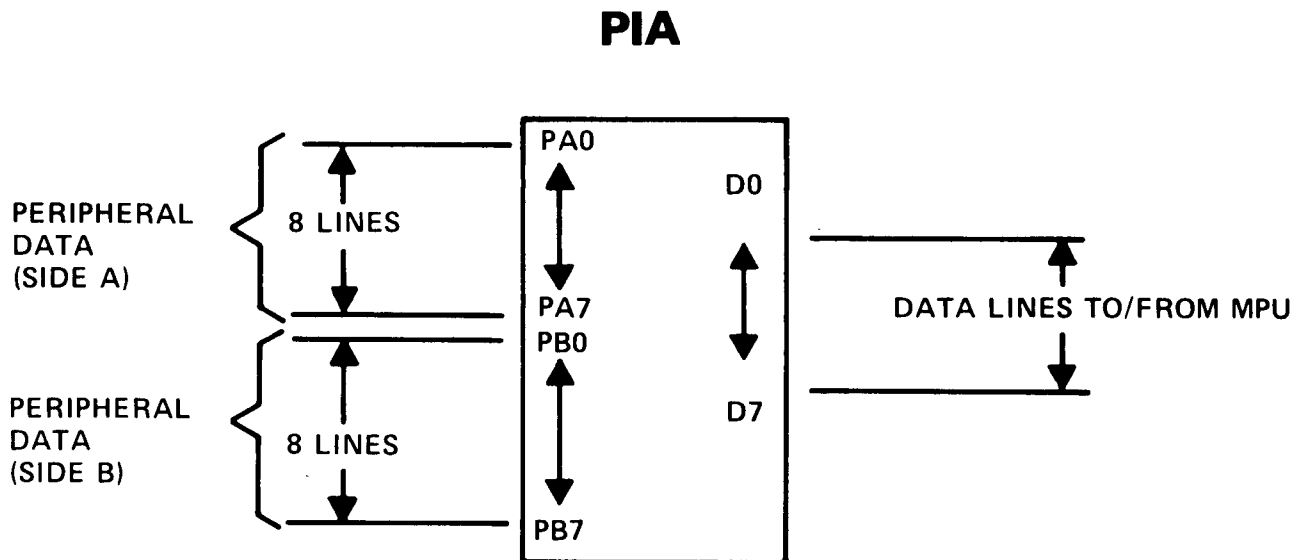 PIA
PERIPHERAL
DATA
(SIDE A)
8 LINES
PA0
PA7
PERIPHERAL
DATA
(SIDE B)
8 LINES
PB0
PB7
D0
D7
DATA LINES TO/FROM MPU